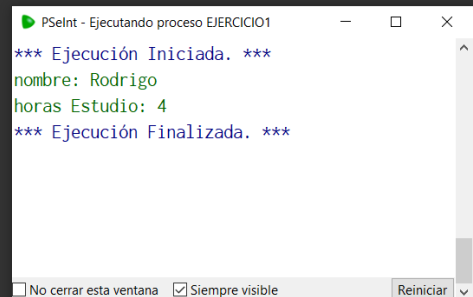 PSeInt - Ejecutando proceso EJERCICIO1
*** Ejecución Iniciada. ***
nombre: Rodrigo
horas Estudio: 4
*** Ejecución Finalizada. ***
No cerrar esta ventana Siempre visible Reiniciar